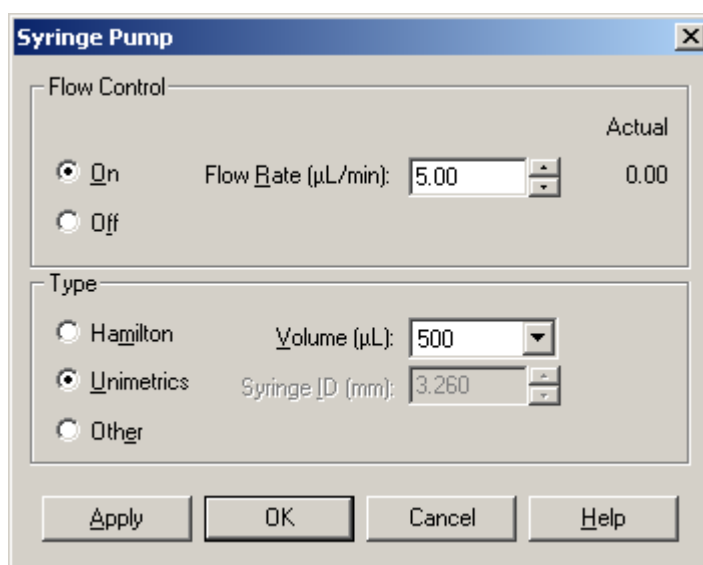 Syringe Pump
Flow Control
Actual
On
Flow Rate (µL/min):
5.00
0.00
Off
Type
Hamilton
Volume (µL):
500
Unimetrics
Syringe ID (mm):
3.260
Other
Apply
OK
Cancel
Help